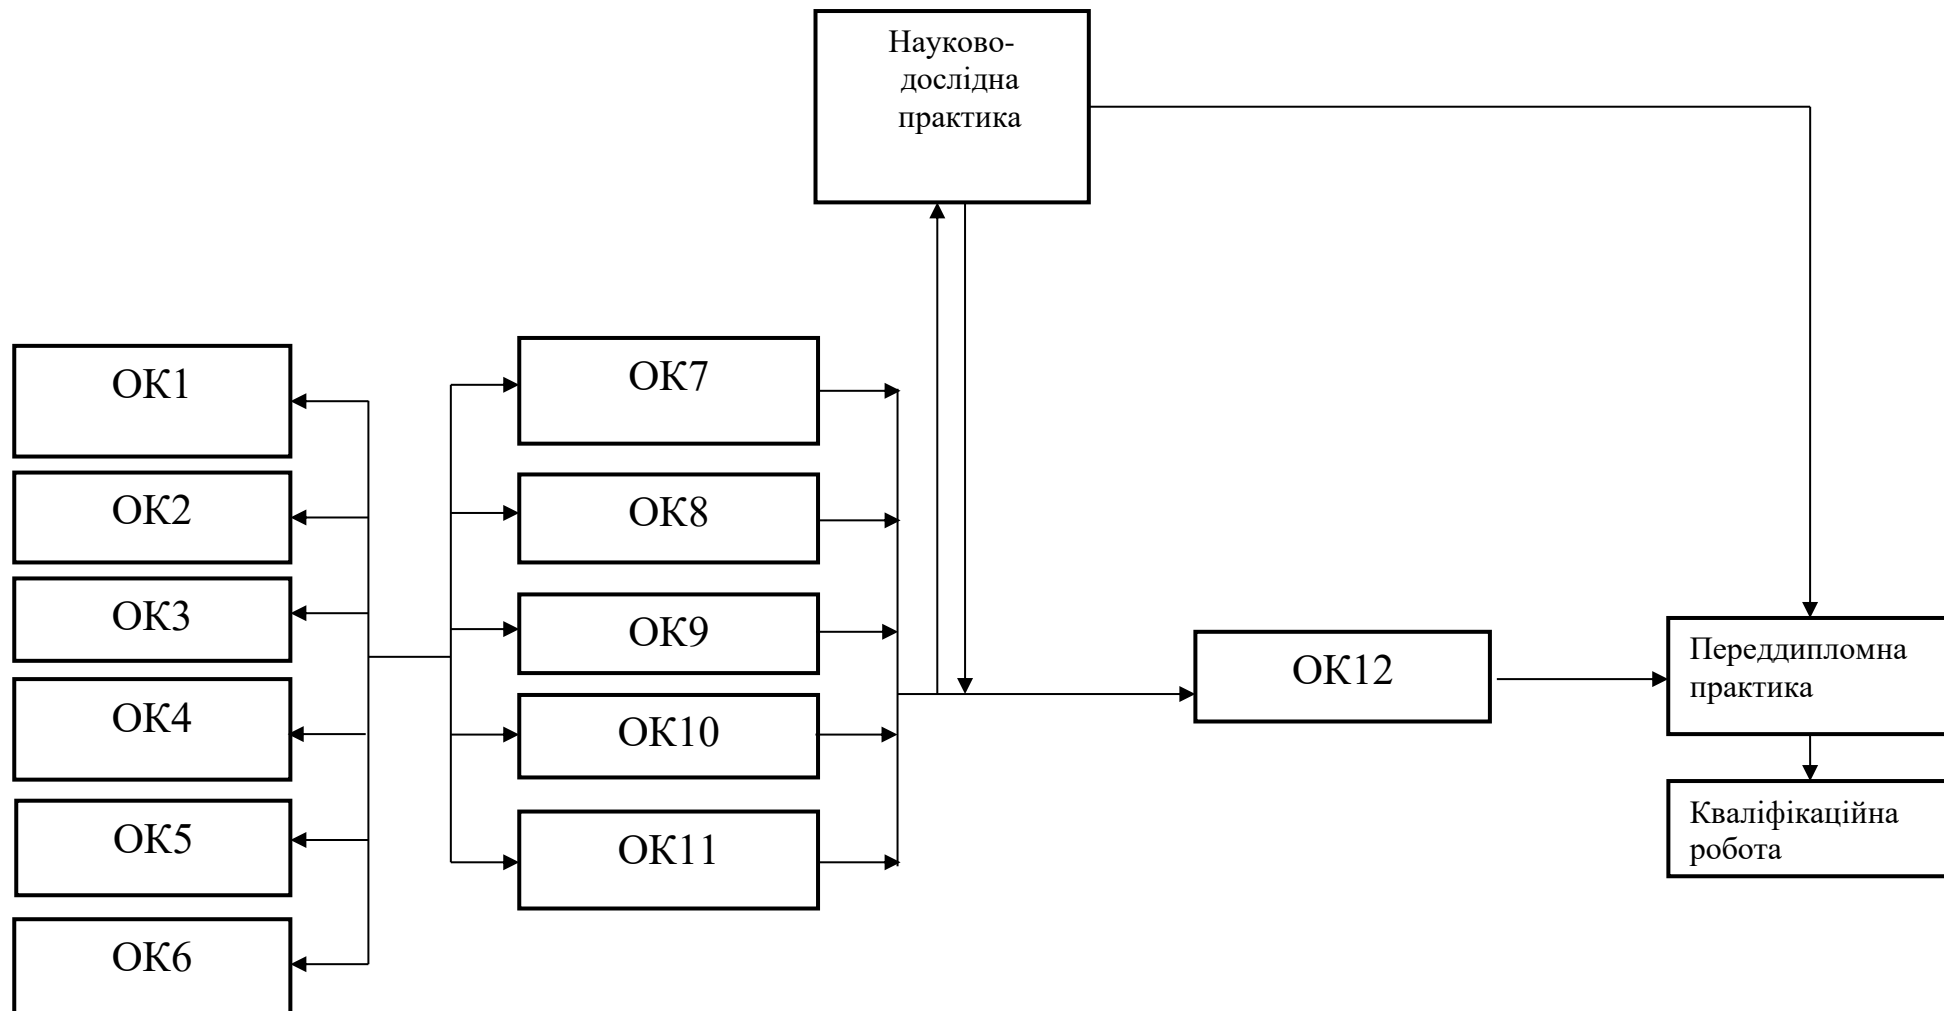 Науково-
дослідна
практика
ОК1
ОК2
ОК3
ОК4
ОК5
ОК6
ОК7
ОК8
ОК9
ОК10
ОК11
ОК12
Переддипломна
практика
Кваліфікаційна
робота